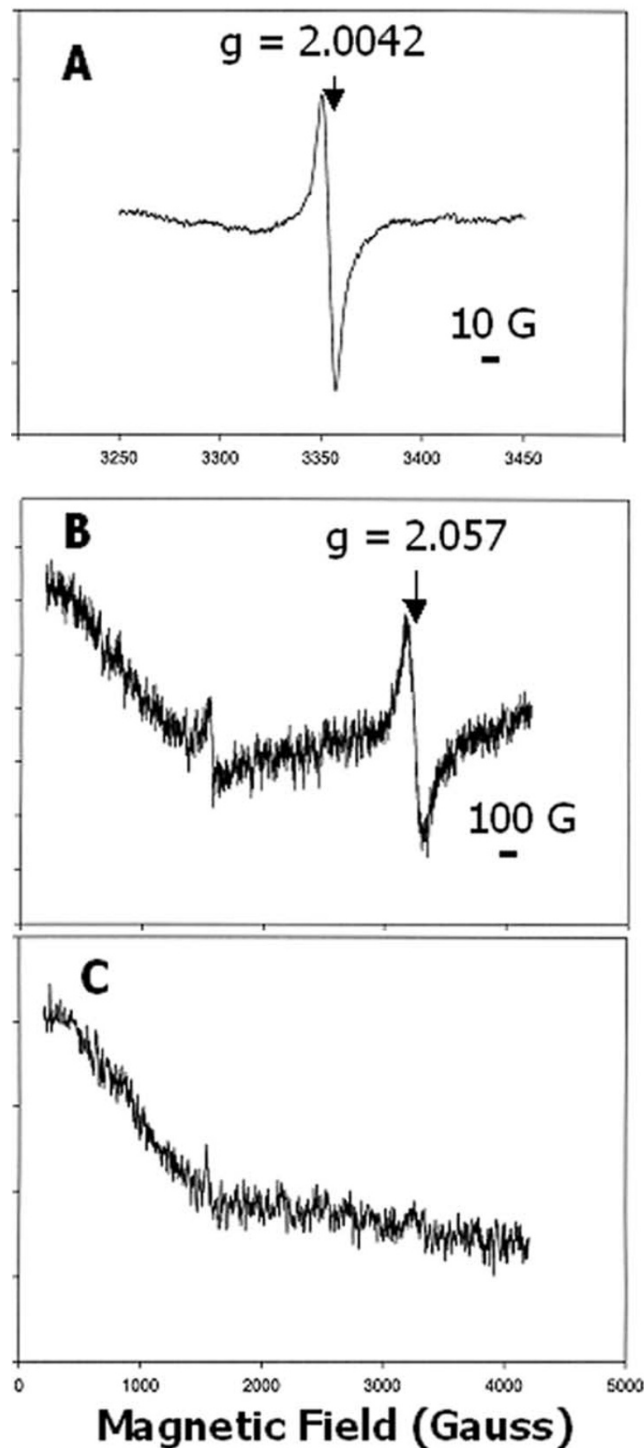 A
g = 2.0042
10 G
3250 3300 3350 3400 3450
B
g = 2.057
100 G
C
0 1000 2000 3000 4000 5000
Magnetic Field (Gauss)